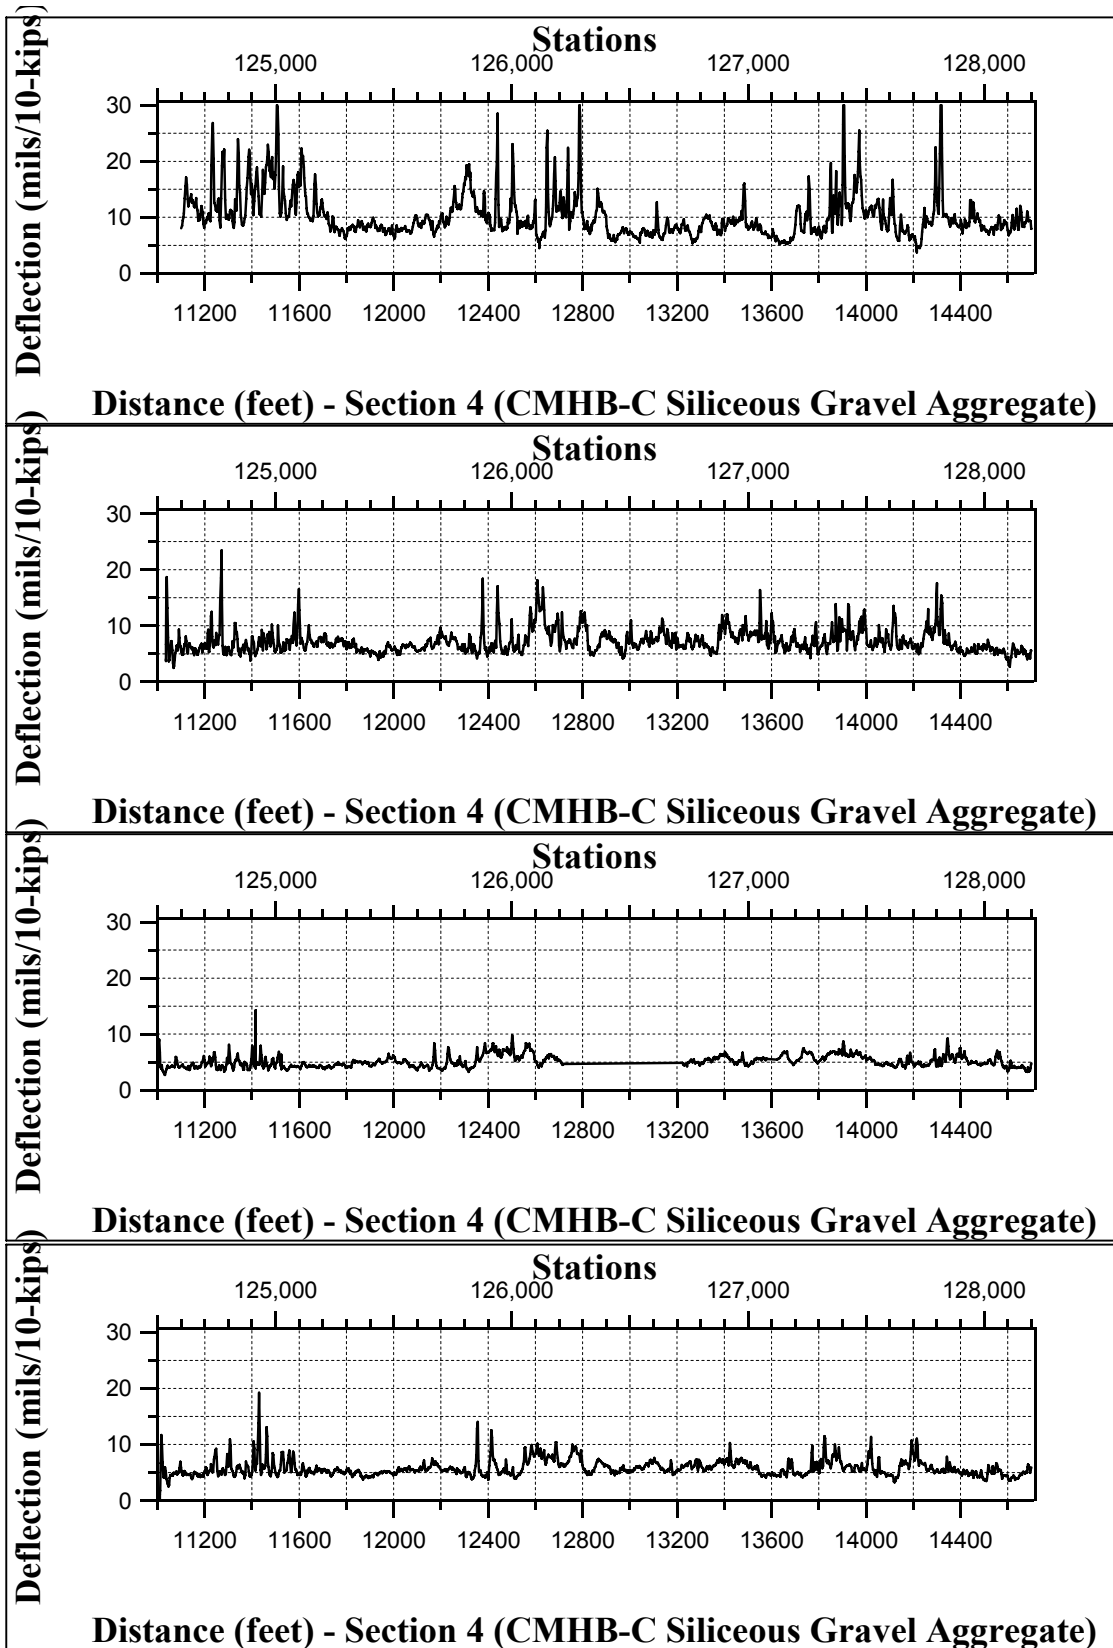 Stations
125,000 126,000 127,000 128,000
Deflection (mils/10-kips)
30
20
10
0
11200 11600 12000 12400 12800 13200 13600 14000 14400
Distance (feet) - Section 4 (CMHB-C Siliceous Gravel Aggregate)
Stations
125,000 126,000 127,000 128,000
Deflection (mils/10-kips)
30
20
10
0
11200 11600 12000 12400 12800 13200 13600 14000 14400
Distance (feet) - Section 4 (CMHB-C Siliceous Gravel Aggregate)
Stations
125,000 126,000 127,000 128,000
Deflection (mils/10-kips)
30
20
10
0
11200 11600 12000 12400 12800 13200 13600 14000 14400
Distance (feet) - Section 4 (CMHB-C Siliceous Gravel Aggregate)
Stations
125,000 126,000 127,000 128,000
Deflection (mils/10-kips)
30
20
10
0
11200 11600 12000 12400 12800 13200 13600 14000 14400
Distance (feet) - Section 4 (CMHB-C Siliceous Gravel Aggregate)